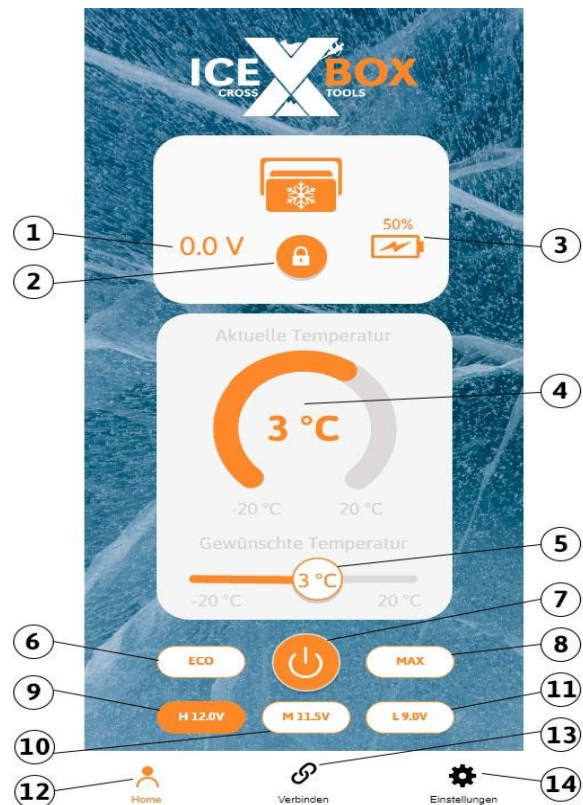 ICE X BOX
CROSS TOOLS
50%
1
0.0 V
3
2
Aktuelle Temperatur
4
3 °C
-20 °C 20 °C
Gewünschte Temperatur
5
3 °C
-20 °C 20 °C
7
6
ECO
MAX
8
9
H 12.0V
M 11.5V
L 9.0V
11
10
13
12
14
Home
Verbinden
Einstellungen